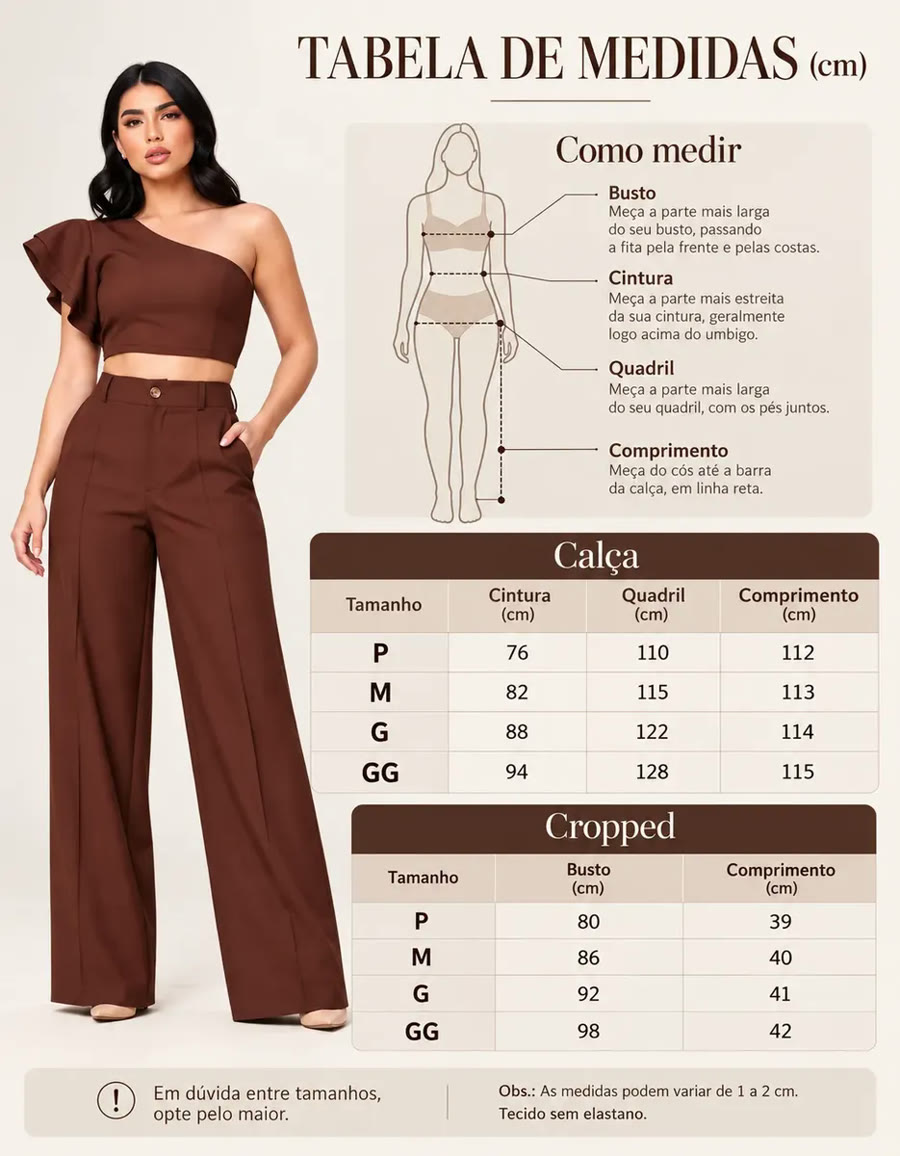 TABELA DE MEDIDAS (cm)
Como medir
Busto
Meça a parte mais larga
do seu busto, passando
a fita pela frente e pelas costas.
Cintura
Meça a parte mais estreita
da sua cintura, geralmente
logo acima do umbigo.
Quadril
Meça a parte mais larga
do seu quadril, com os pés juntos.
Comprimento
Meça do cós até a barra
da calça, em linha reta.
Calça
Tamanho Cintura (cm) Quadril (cm) Comprimento (cm)
P 76 110 112
M 82 115 113
G 88 122 114
GG 94 128 115
Cropped
Tamanho Busto (cm) Comprimento (cm)
P 80 39
M 86 40
G 92 41
GG 98 42
! Em dúvida entre tamanhos,
opte pelo maior.
Obs.: As medidas podem variar de 1 a 2 cm.
Tecido sem elastano.